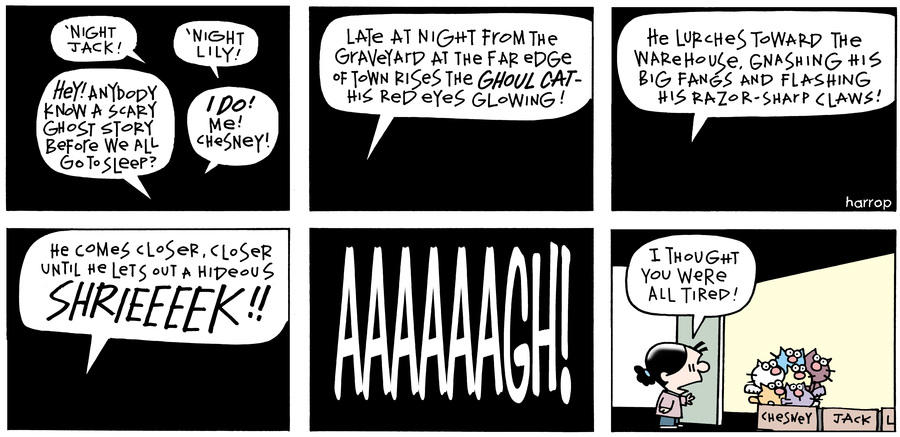 'NIGHT
JACK!
'NIGHT
LILY!
HEY! ANYBODY
KNOW A SCARY
GHOST STORY
BEFORE WE ALL
GO TO SLEEP?
I DO!
ME!
CHESNEY!
LATE AT NIGHT FROM THE
GRAVEYARD AT THE FAR EDGE
OF TOWN RISES THE GHOUL CAT-
HIS RED EYES GLOWING!
HE LURCHES TOWARD THE
WAREHOUSE, GNASHING HIS
BIG FANGS AND FLASHING
HIS RAZOR-SHARP CLAWS!
harrop
HE COMES CLOSER, CLOSER
UNTIL HE LETS OUT A HIDEOUS
SHRIEEEEK!!
AAAAAAGH!
I THOUGHT
YOU WERE
ALL TIRED!
CHESNEY
JACK
L